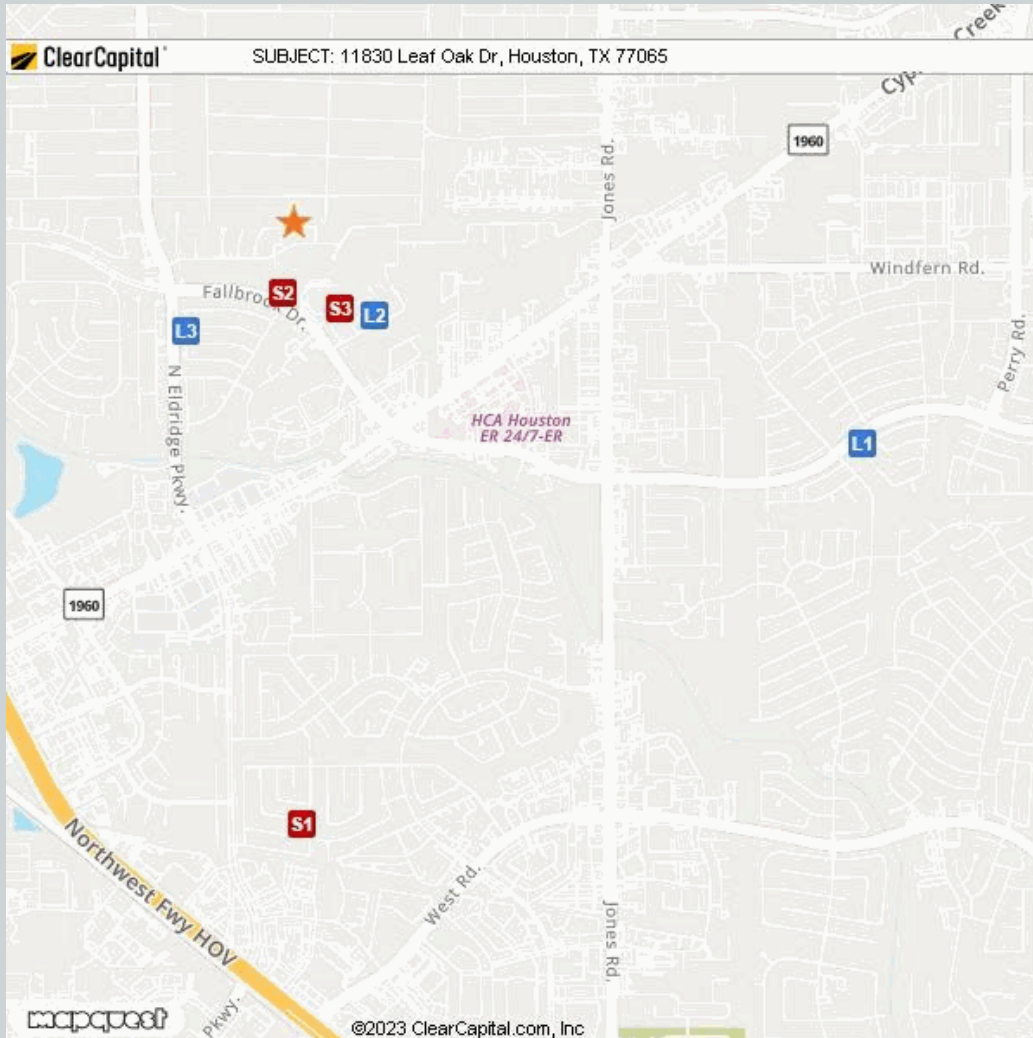 ClearCapital
SUBJECT: 11830 Leaf Oak Dr, Houston, TX 77065
Creek
1960
Jones Rd.
Windfern Rd.
S2
Fallbrook Dr.
S3
L2
L3
Perry Rd.
N Eldridge Pkwy.
HCA Houston
ER 24/7-ER
L1
1960
S1
Northwest Fwy HOV
West Rd.
Jones Rd.
Pkwy.
mapquest
©2023 ClearCapital.com, Inc